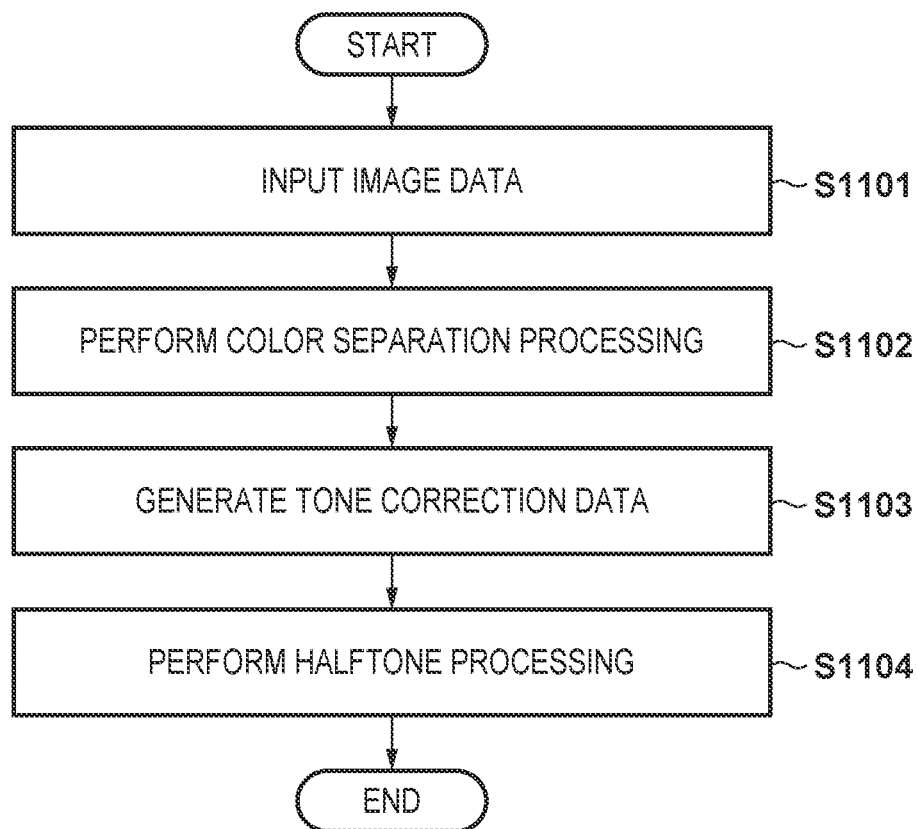 START
INPUT IMAGE DATA
S1101
PERFORM COLOR SEPARATION PROCESSING
S1102
GENERATE TONE CORRECTION DATA
S1103
PERFORM HALFTONE PROCESSING
S1104
END